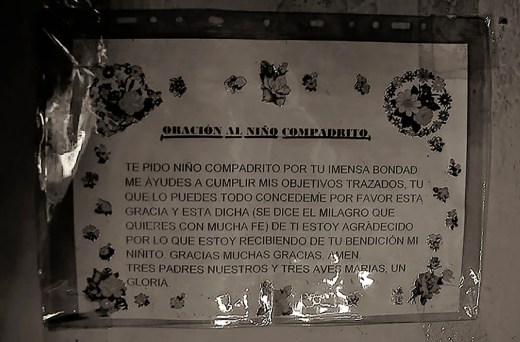 ORACIÓN AL NIÑO COMPADRITO
TE PIDO NIÑO COMPADRITO POR TU IMENSA BONDAD
ME AYUDES A CUMPLIR MIS OBJETIVOS TRAZADOS, TU
QUE LO PUEDES TODO CONCEDEME POR FAVOR ESTA
GRACIA Y ESTA DICHA (SE DICE EL MILAGRO QUE
QUIERES CON MUCHA FE) DE TI ESTOY AGRADECIDO
POR LO QUE ESTOY RECIBIENDO DE TU BENDICIÓN MI
NIÑITO. GRACIAS MUCHAS GRACIAS. AMEN.
TRES PADRES NUESTROS Y TRES AVES MARIAS, UN
GLORIA.